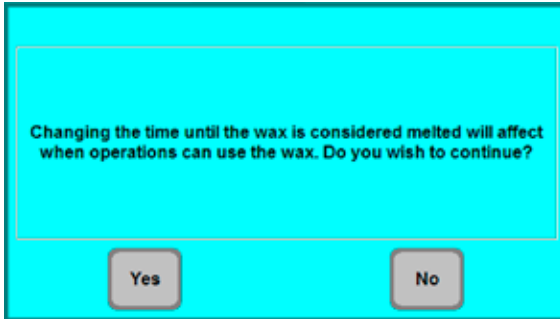 Changing the time until the wax is considered melted will affect
when operations can use the wax. Do you wish to continue?
Yes
No